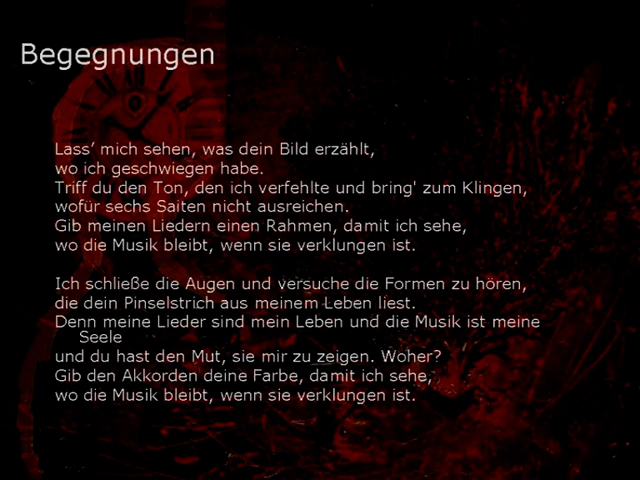 Begegnungen
Lass’ mich sehen, was dein Bild erzählt,
wo ich geschwiegen habe.
Triff du den Ton, den ich verfehlte und bring' zum Klingen,
wofür sechs Saiten nicht ausreichen.
Gib meinen Liedern einen Rahmen, damit ich sehe,
wo die Musik bleibt, wenn sie verklungen ist.
Ich schließe die Augen und versuche die Formen zu hören,
die dein Pinselstrich aus meinem Leben liest.
Denn meine Lieder sind mein Leben und die Musik ist meine
Seele
und du hast den Mut, sie mir zu zeigen. Woher?
Gib den Akkorden deine Farbe, damit ich sehe,
wo die Musik bleibt, wenn sie verklungen ist.